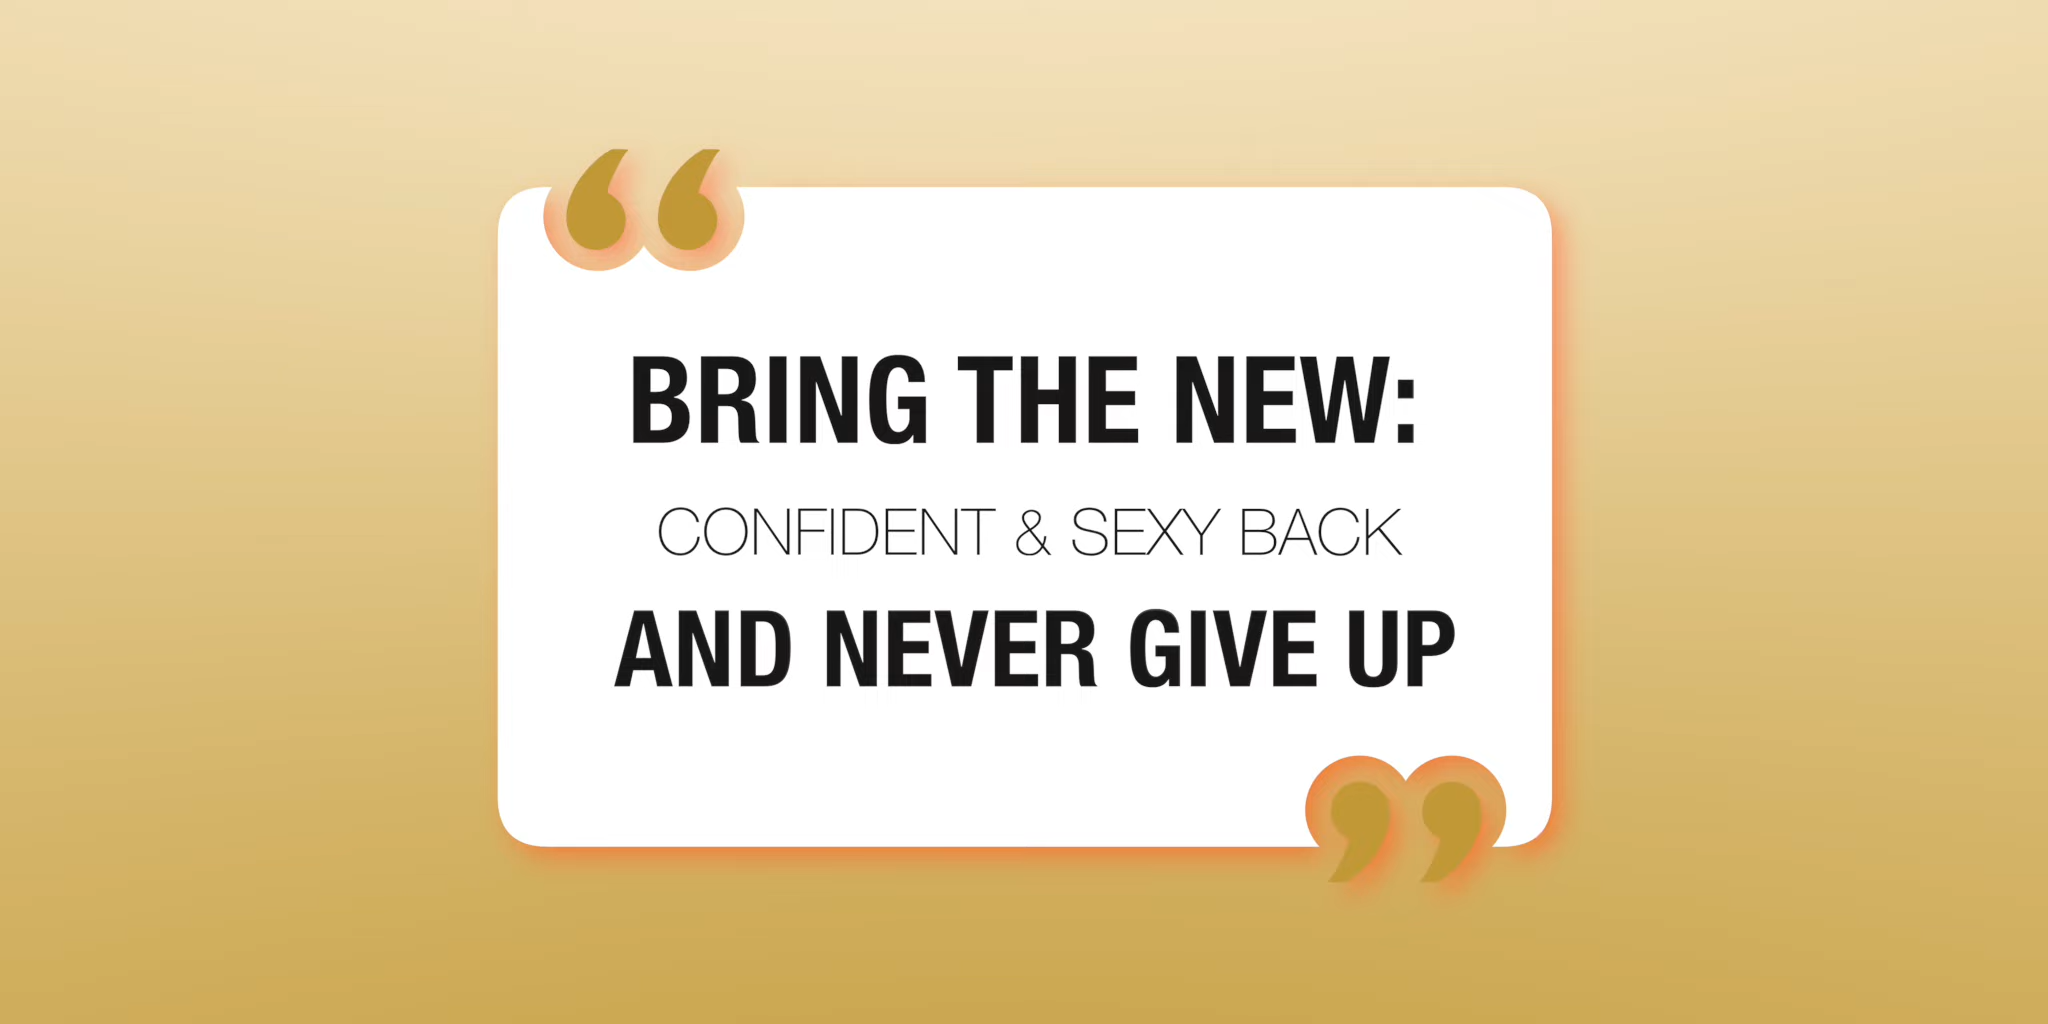 “
BRING THE NEW:
CONFIDENT & SEXY BACK
AND NEVER GIVE UP
”